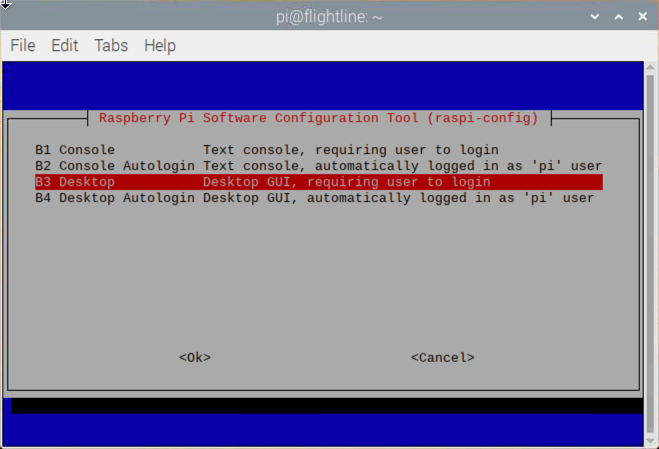 pi@flightline: ~
File Edit Tabs Help
Raspberry Pi Software Configuration Tool (raspi-config)
B1 Console Text console, requiring user to login
B2 Console Autologin Text console, automatically logged in as 'pi' user
B3 Desktop Desktop GUI, requiring user to login
B4 Desktop Autologin Desktop GUI, automatically logged in as 'pi' user
<Ok> <Cancel>